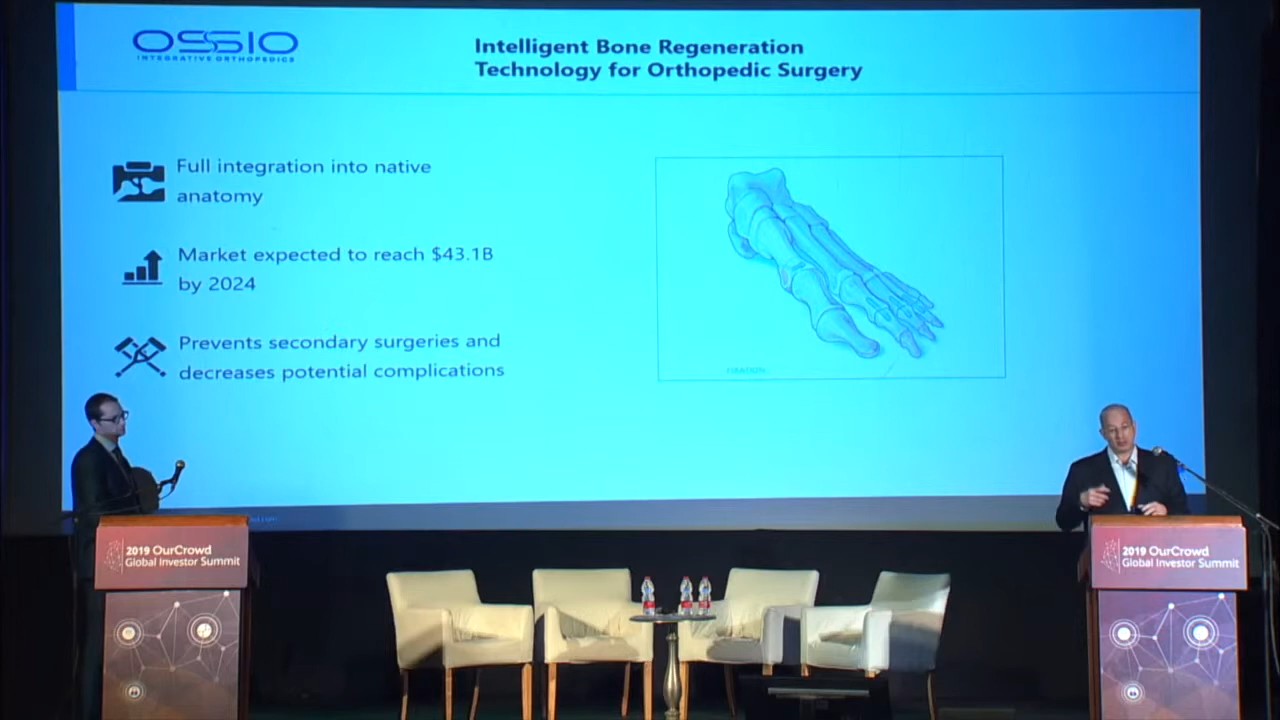 OSSIO
INTEGRATIVE ORTHOPEDICS
Intelligent Bone Regeneration
Technology for Orthopedic Surgery
Full integration into native
anatomy
Market expected to reach $43.1B
by 2024
Prevents secondary surgeries and
decreases potential complications
2019 OurCrowd
Global Investor Summit
2019 OurCrowd
Global Investor Summit